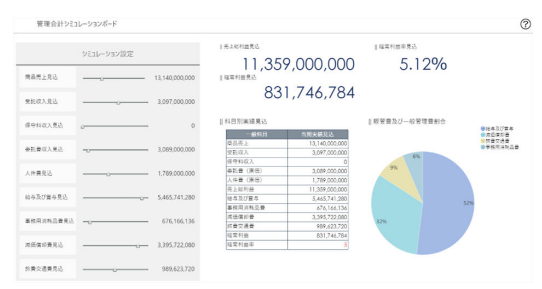 管理会計シミュレーションボード
?
シミュレーション設定
商品売上見込 13,140,000,000
受託収入見込 3,097,000,000
保守料収入見込 0
委託費収入見込 3,089,000,000
人件費見込 1,789,000,000
給与及び賞与見込 5,465,741,280
事務用消耗品費見込 676,166,136
減価償却費見込 3,395,722,080
旅費交通費見込 989,623,720
|| 売上総利益見込
11,359,000,000
|| 経常利益率見込
5.12%
|| 経常利益見込
831,746,784
|| 科目別実績見込
一般科目 当期実績見込
商品売上 13,140,000,000
受託収入 3,097,000,000
保守料収入 0
委託費（原価） 3,089,000,000
人件費（原価） 1,789,000,000
売上総利益 11,359,000,000
給与及び賞与 5,465,741,280
事務用消耗品費 676,166,136
減価償却費 3,395,722,080
旅費交通費 989,623,720
経常利益 831,746,784
経常利益率 5
|| 販管費及び一般管理費割合
給与及び賞与
減価償却費
旅費交通費
事務用消耗品費
6%
9%
52%
32%